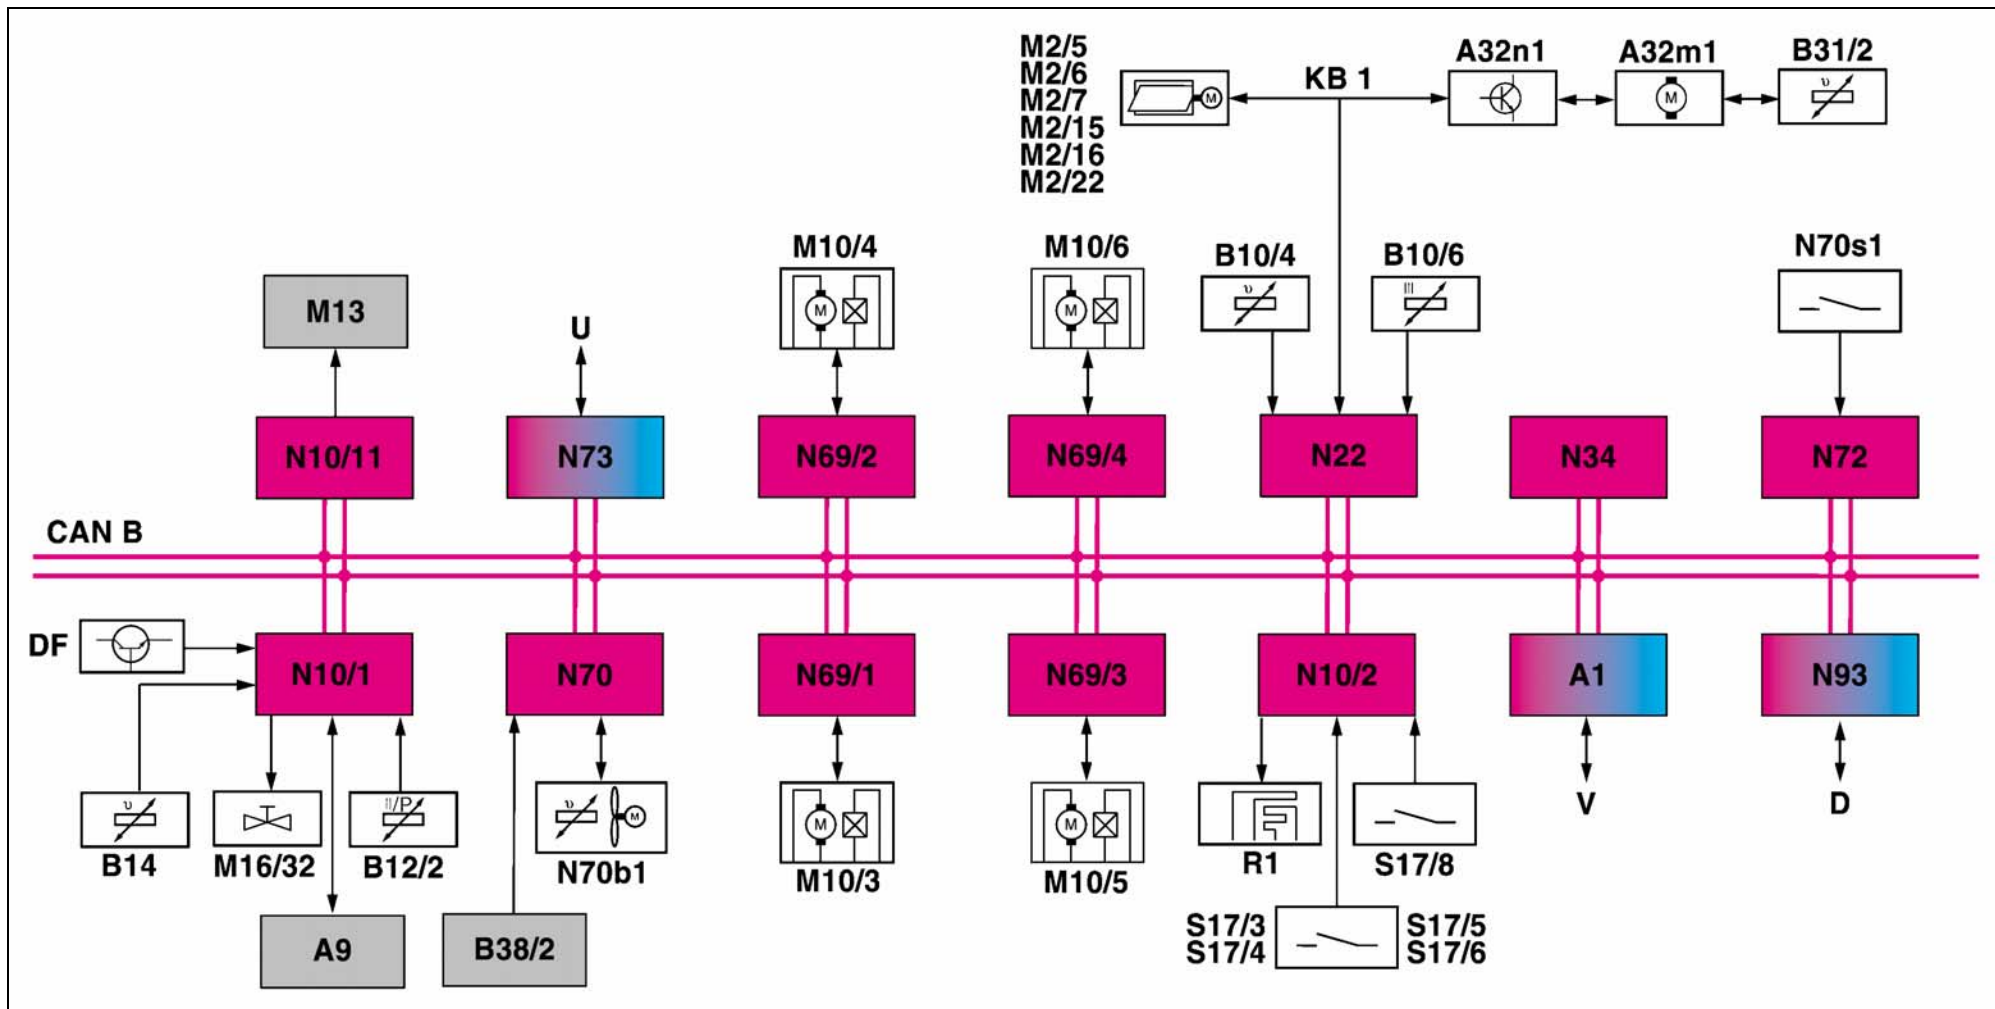 M2/5
M2/6
M2/7
M2/15
M2/16
M2/22
M
KB 1
A32n1
A32m1
M
B31/2
υ
M10/4
M
M10/6
M
B10/4
υ
B10/6
III
N70s1
M13
U
N10/11
N73
N69/2
N69/4
N22
N34
N72
CAN B
DF
N10/1
N70
N69/1
N69/3
N10/2
A1
N93
υ
B14
M16/32
II/P
B12/2
υ
M
N70b1
M
M10/3
M
M10/5
R1
S17/8
V
D
A9
B38/2
S17/3
S17/4
S17/5
S17/6